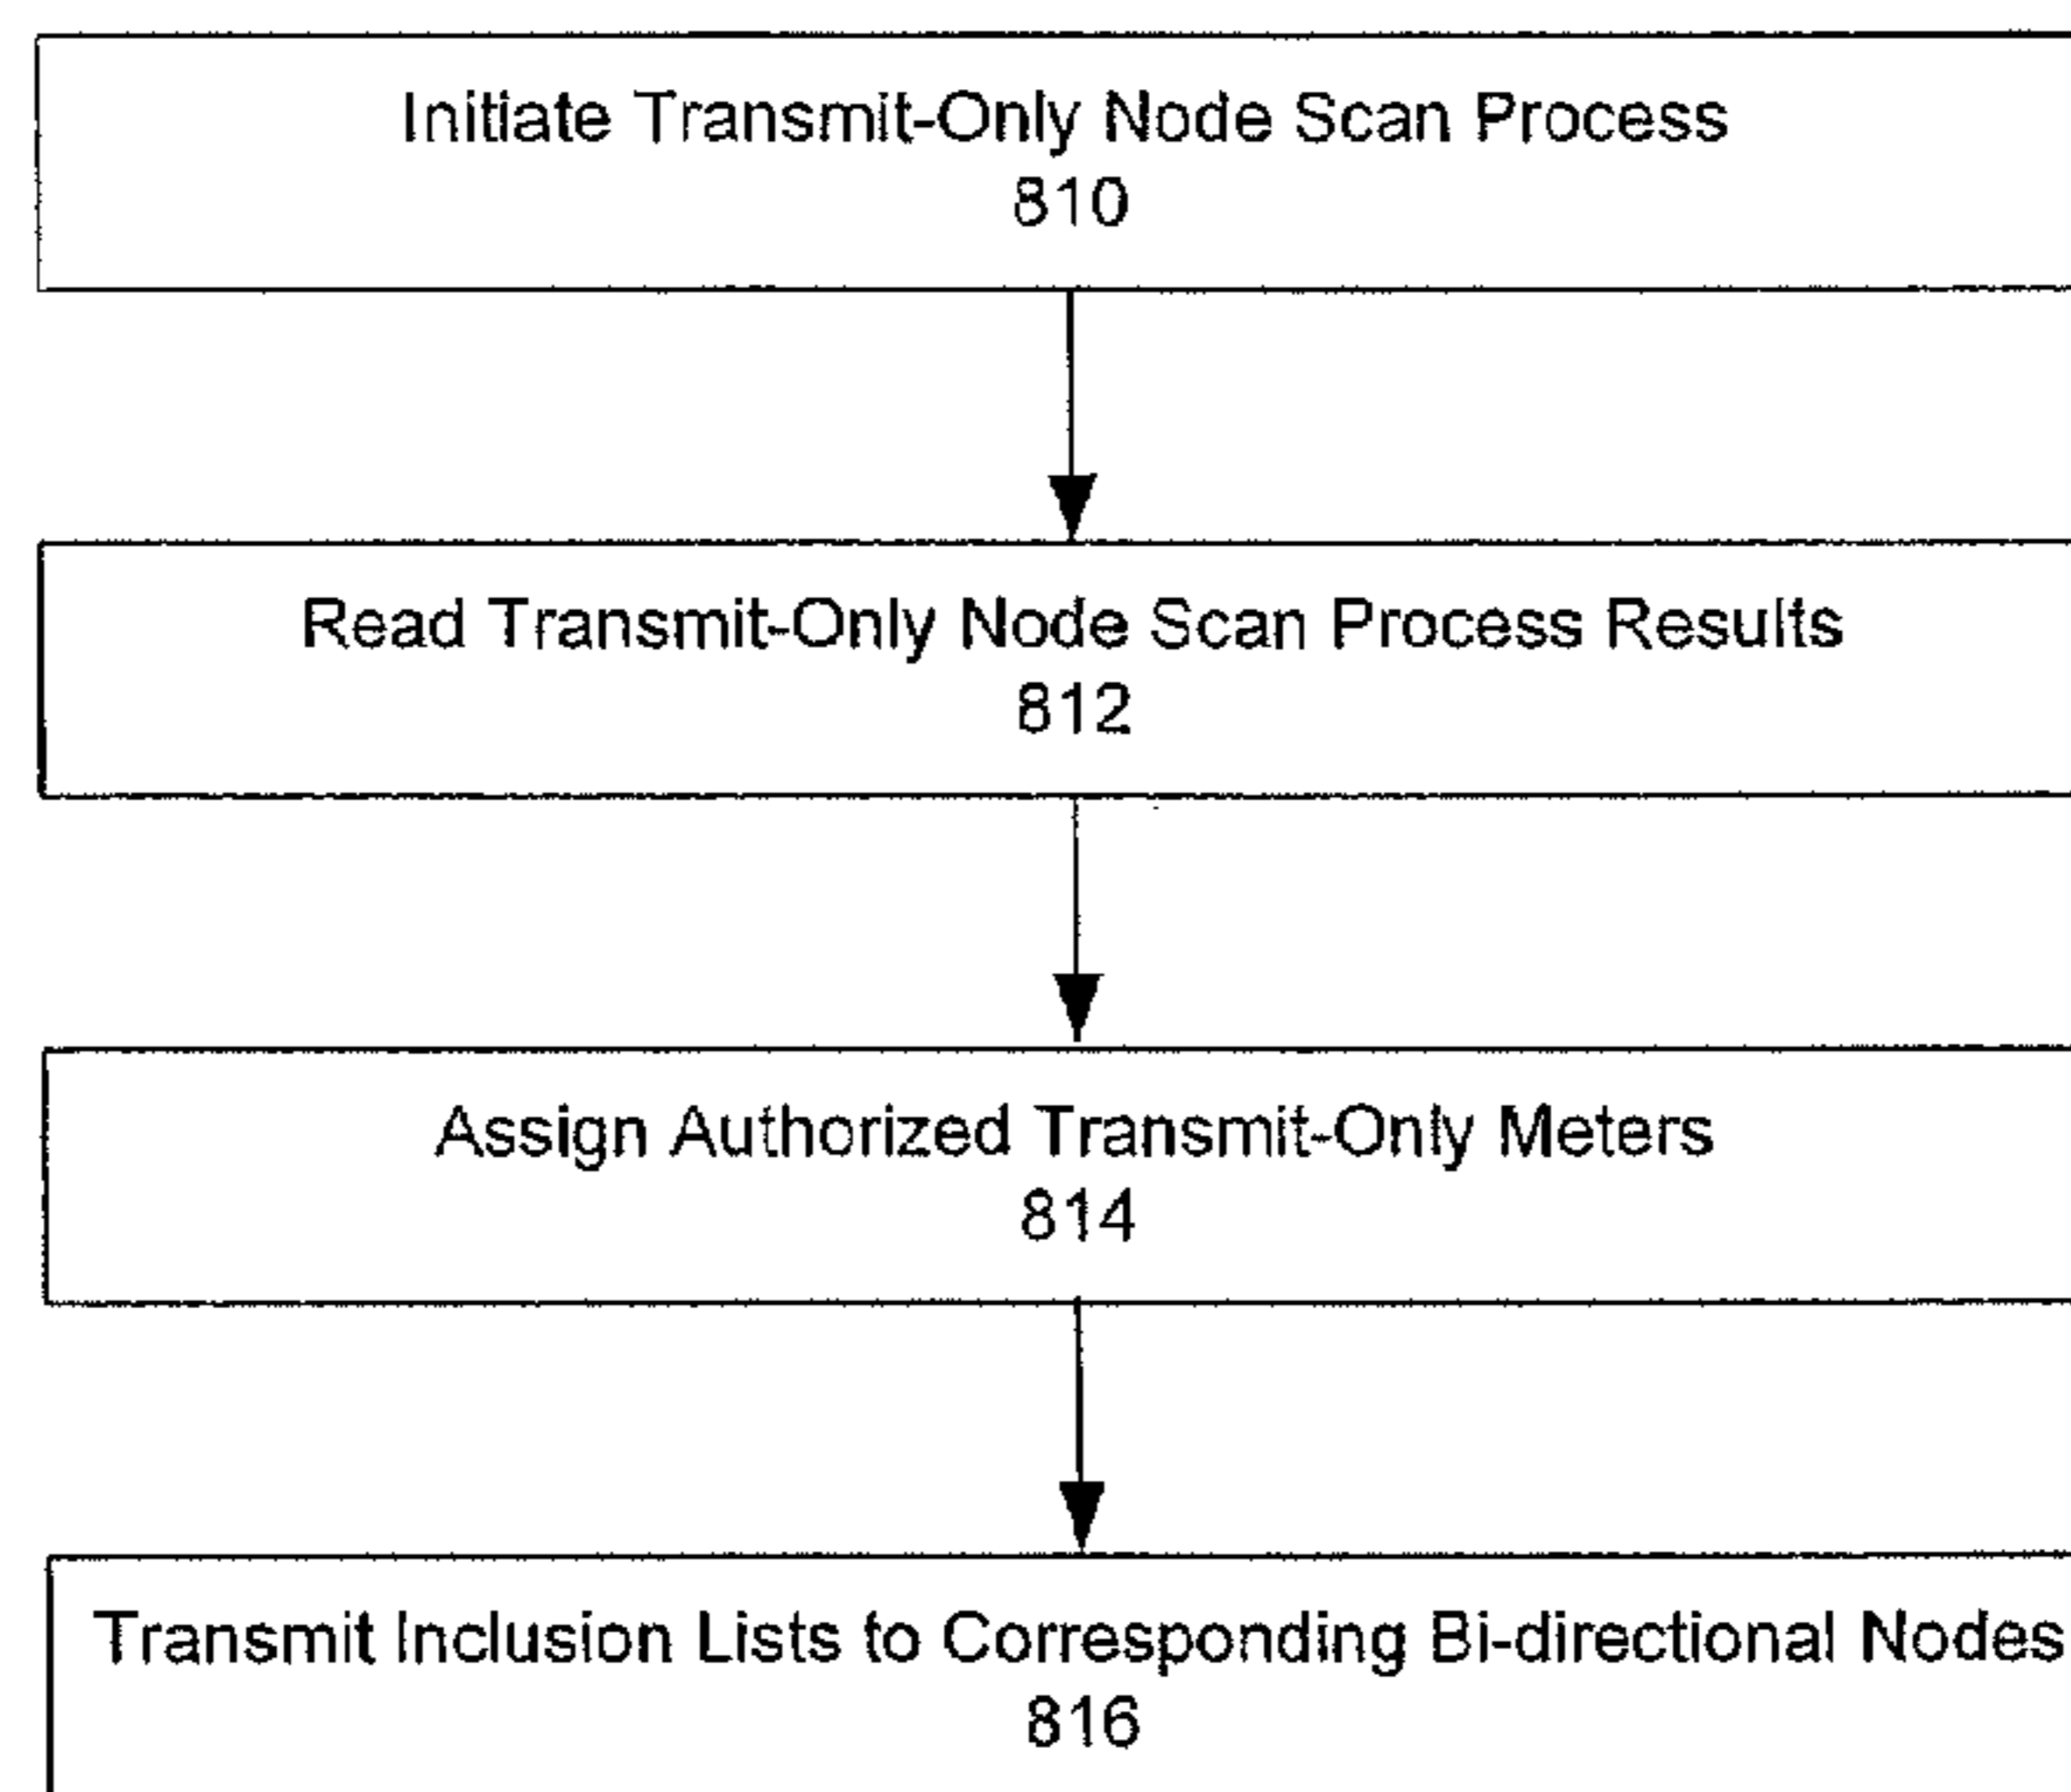 Initiate Transmit-Only Node Scan Process
810
Read Transmit-Only Node Scan Process Results
812
Assign Authorized Transmit-Only Meters
814
Transmit Inclusion Lists to Corresponding Bi-directional Nodes
816